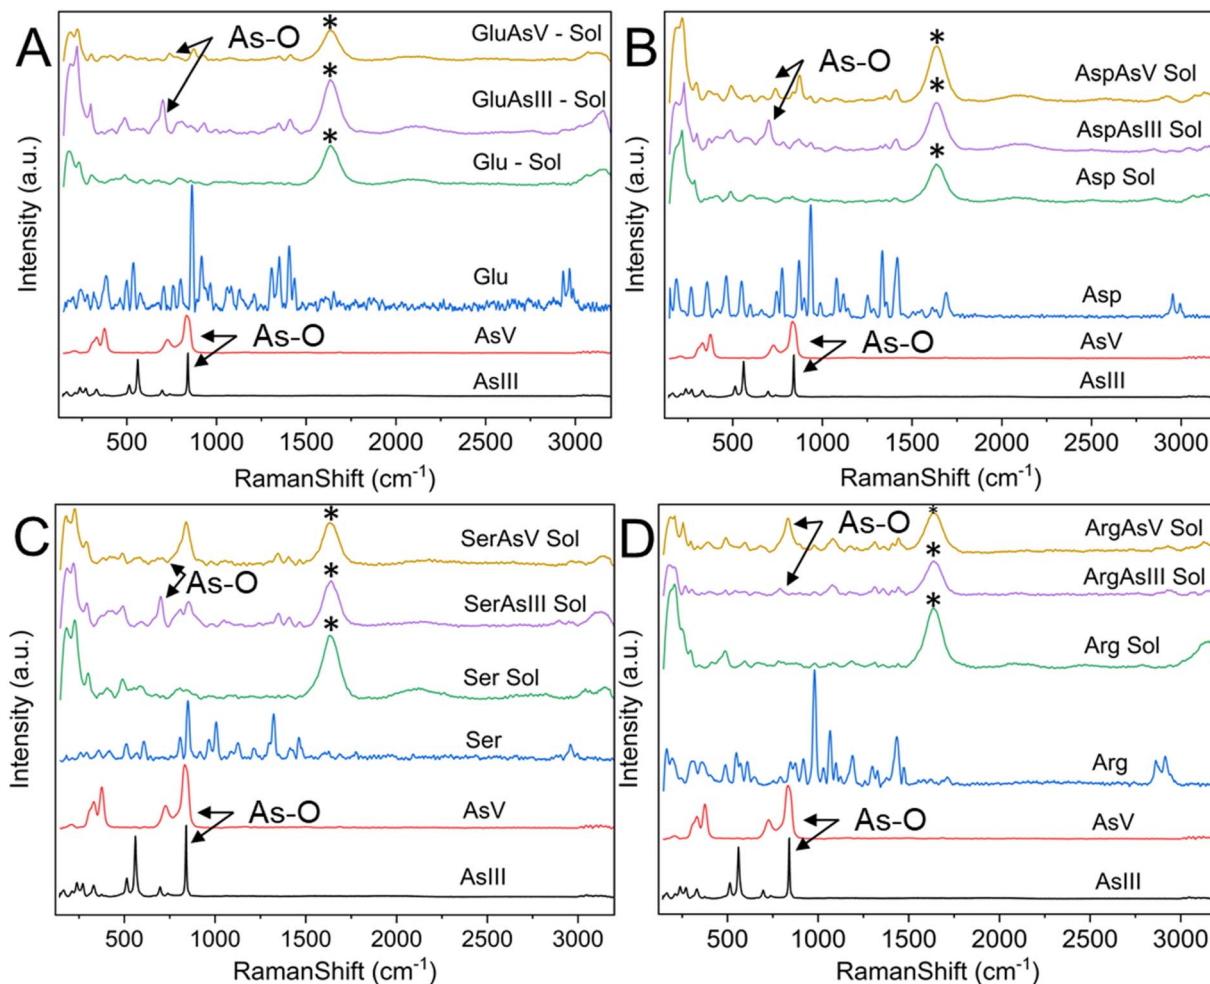 A
As-O
*
GluAsV - Sol
*
GluAsIII - Sol
*
Glu - Sol
Glu
AsV
As-O
AsIII
Intensity (a.u.)
500 1000 1500 2000 2500 3000
RamanShift (cm⁻¹)
B
As-O
*
AspAsV Sol
*
AspAsIII Sol
*
Asp Sol
Asp
AsV
As-O
AsIII
Intensity (a.u.)
500 1000 1500 2000 2500 3000
RamanShift (cm⁻¹)
C
*
SerAsV Sol
As-O
*
SerAsIII Sol
*
Ser Sol
Ser
AsV
As-O
AsIII
Intensity (a.u.)
500 1000 1500 2000 2500 3000
RamanShift (cm⁻¹)
D
As-O
*
ArgAsV Sol
*
ArgAsIII Sol
*
Arg Sol
Arg
AsV
As-O
AsIII
Intensity (a.u.)
500 1000 1500 2000 2500 3000
RamanShift (cm⁻¹)